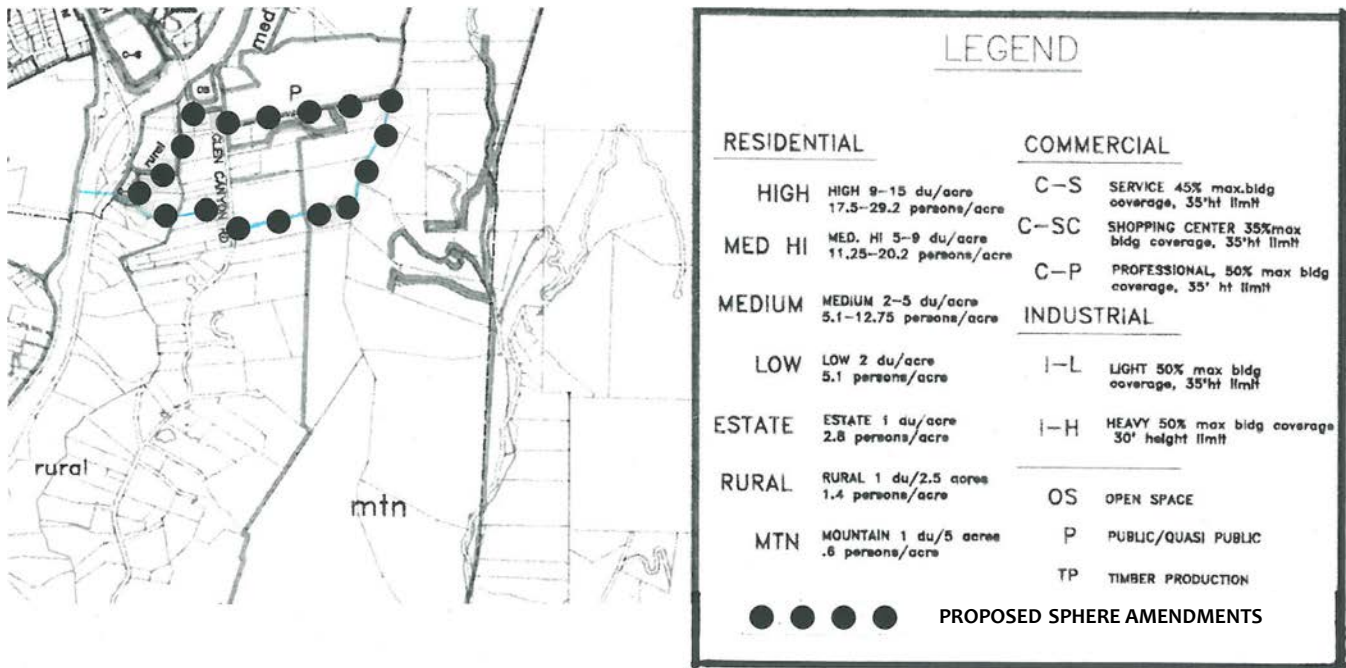 C-S
med
OS
P
GLEN CANYON RD
rural
rural
mtn
LEGEND
RESIDENTIAL
HIGH HIGH 9-15 du/acre
17.5-29.2 persons/acre
MED HI MED. HI 5-9 du/acre
11.25-20.2 persons/acre
MEDIUM MEDIUM 2-5 du/acre
5.1-12.75 persons/acre
LOW LOW 2 du/acre
5.1 persons/acre
ESTATE ESTATE 1 du/acre
2.8 persons/acre
RURAL RURAL 1 du/2.5 acres
1.4 persons/acre
MTN MOUNTAIN 1 du/5 acres
.6 persons/acre
COMMERCIAL
C-S SERVICE 45% max.bldg
coverage, 35'ht limit
C-SC SHOPPING CENTER 35%max
bldg coverage, 35'ht limit
C-P PROFESSIONAL, 50% max bldg
coverage, 35' ht limit
INDUSTRIAL
I-L LIGHT 50% max bldg
coverage, 35'ht limit
I-H HEAVY 50% max bldg coverage
30' height limit
OS OPEN SPACE
P PUBLIC/QUASI PUBLIC
TP TIMBER PRODUCTION
PROPOSED SPHERE AMENDMENTS